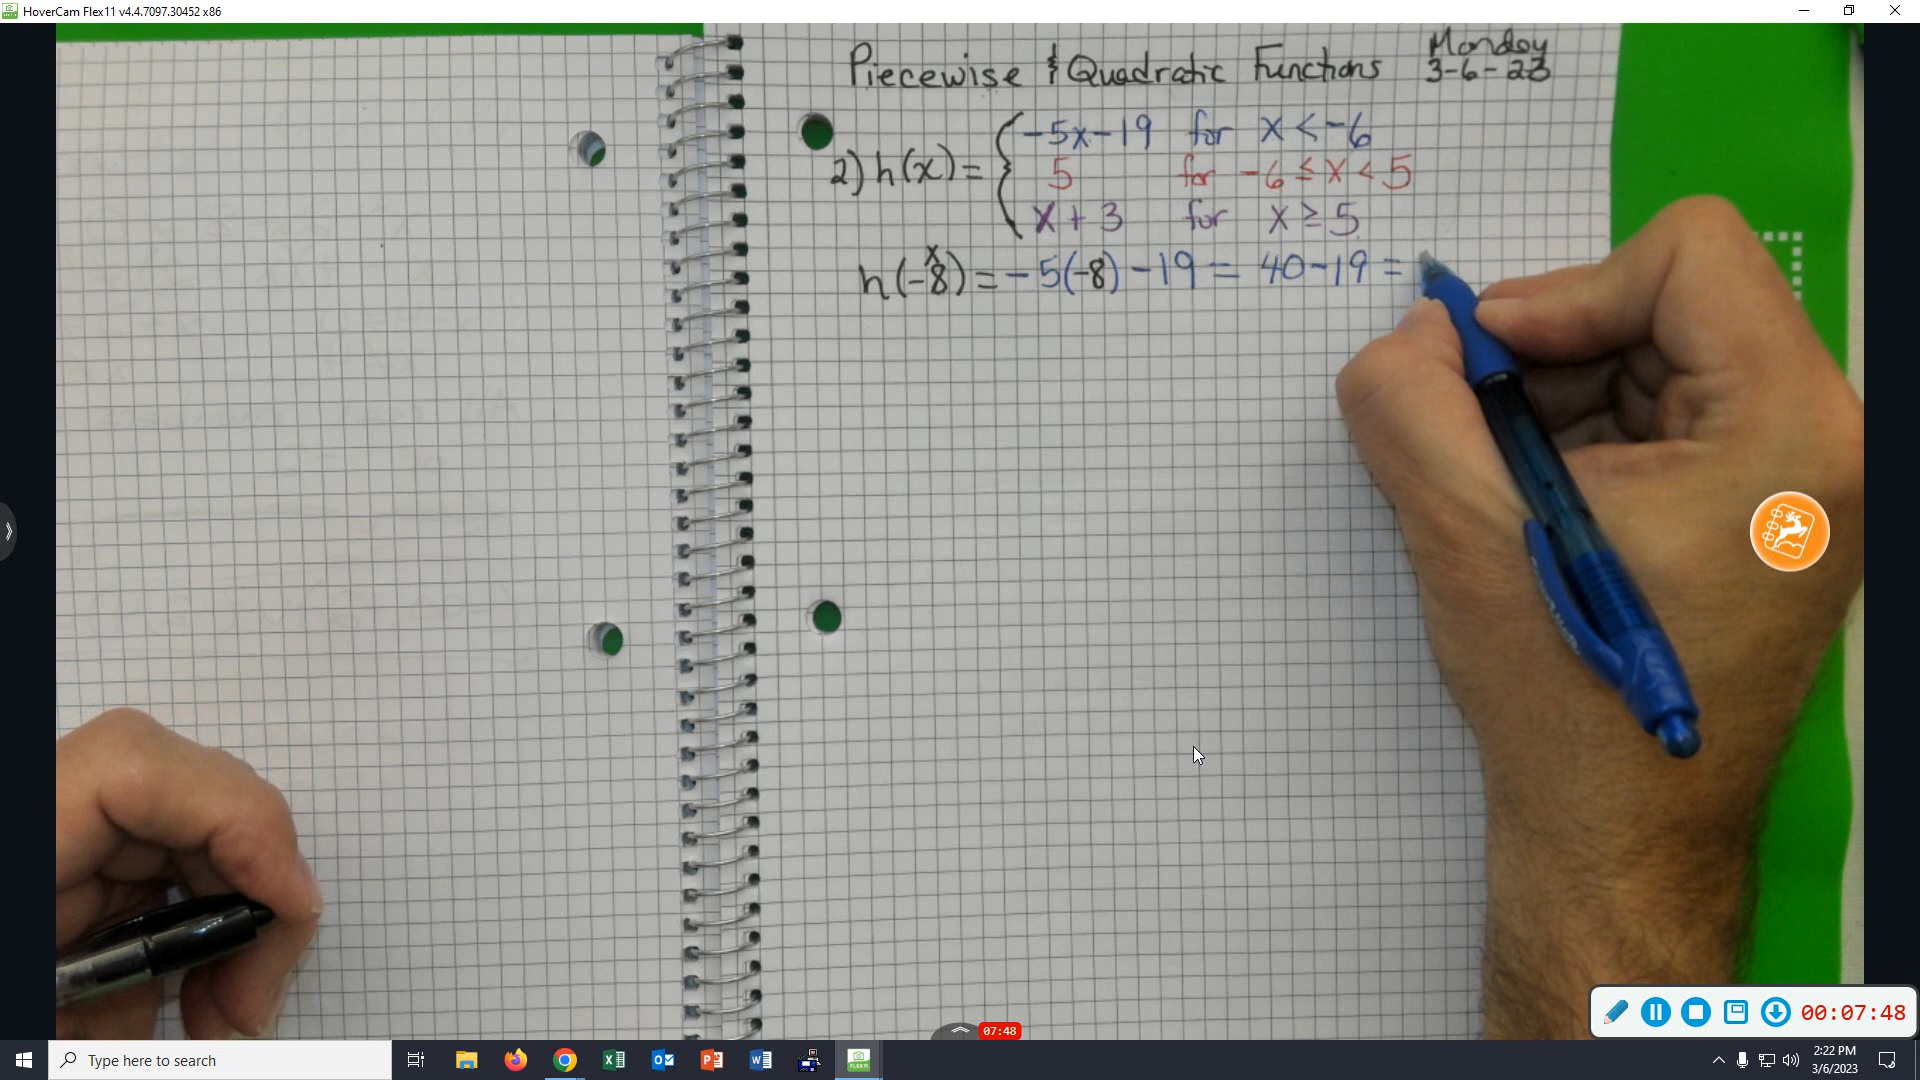 HoverCam Flex11 v4.4.7097.30452 x86
Piecewise & Quadratic Functions Monday
3-6-23
2) h(x) = { -5x-19 for x < -6
5 for -6 ≤ x < 5
x + 3 for x ≥ 5
x
h(-8) = -5(-8) -19 = 40-19 =
00:07:48
07:48
Type here to search
2:22 PM
3/6/2023